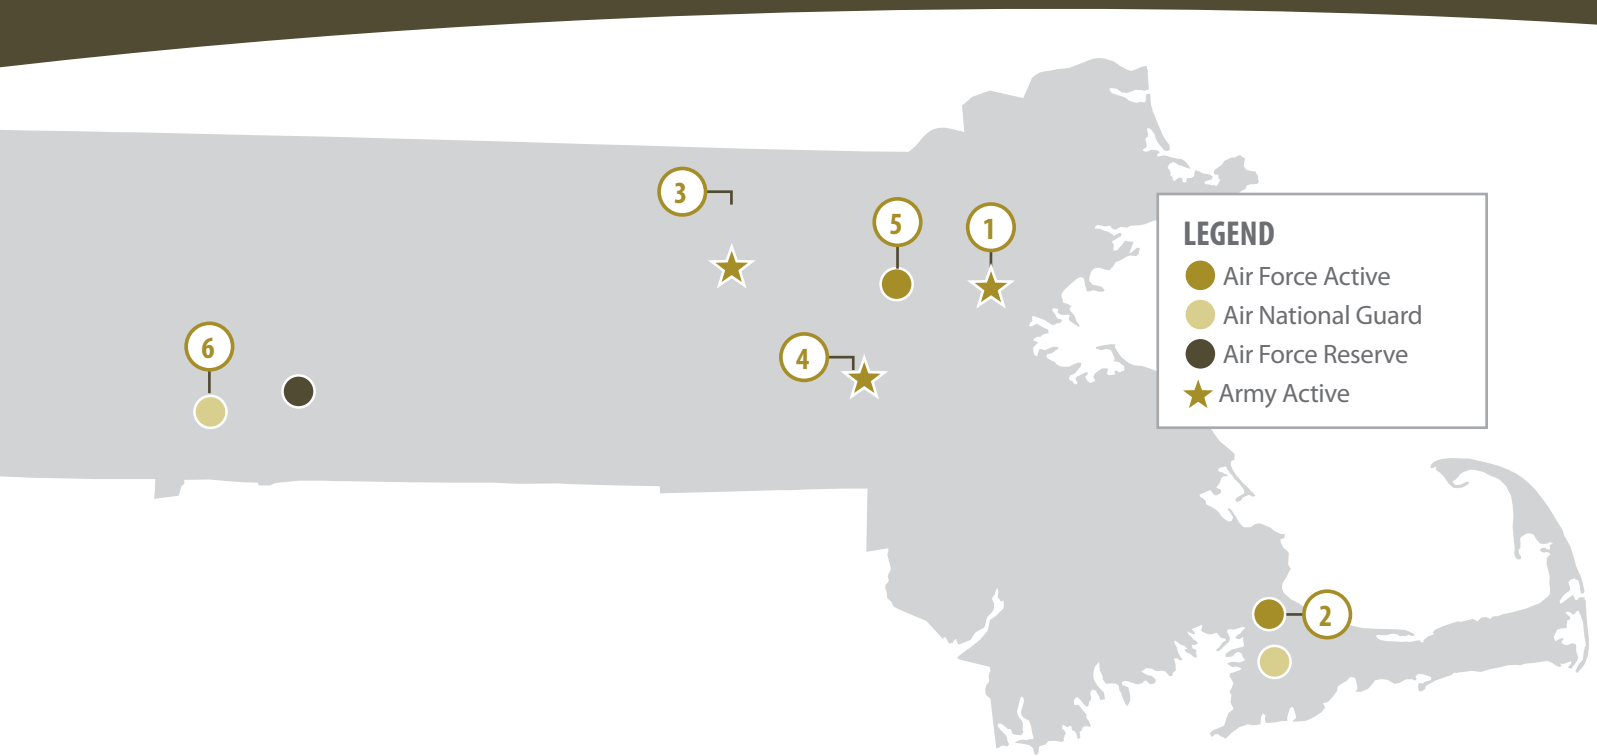 3
5
1
6
4
2
LEGEND
Air Force Active
Air National Guard
Air Force Reserve
Army Active